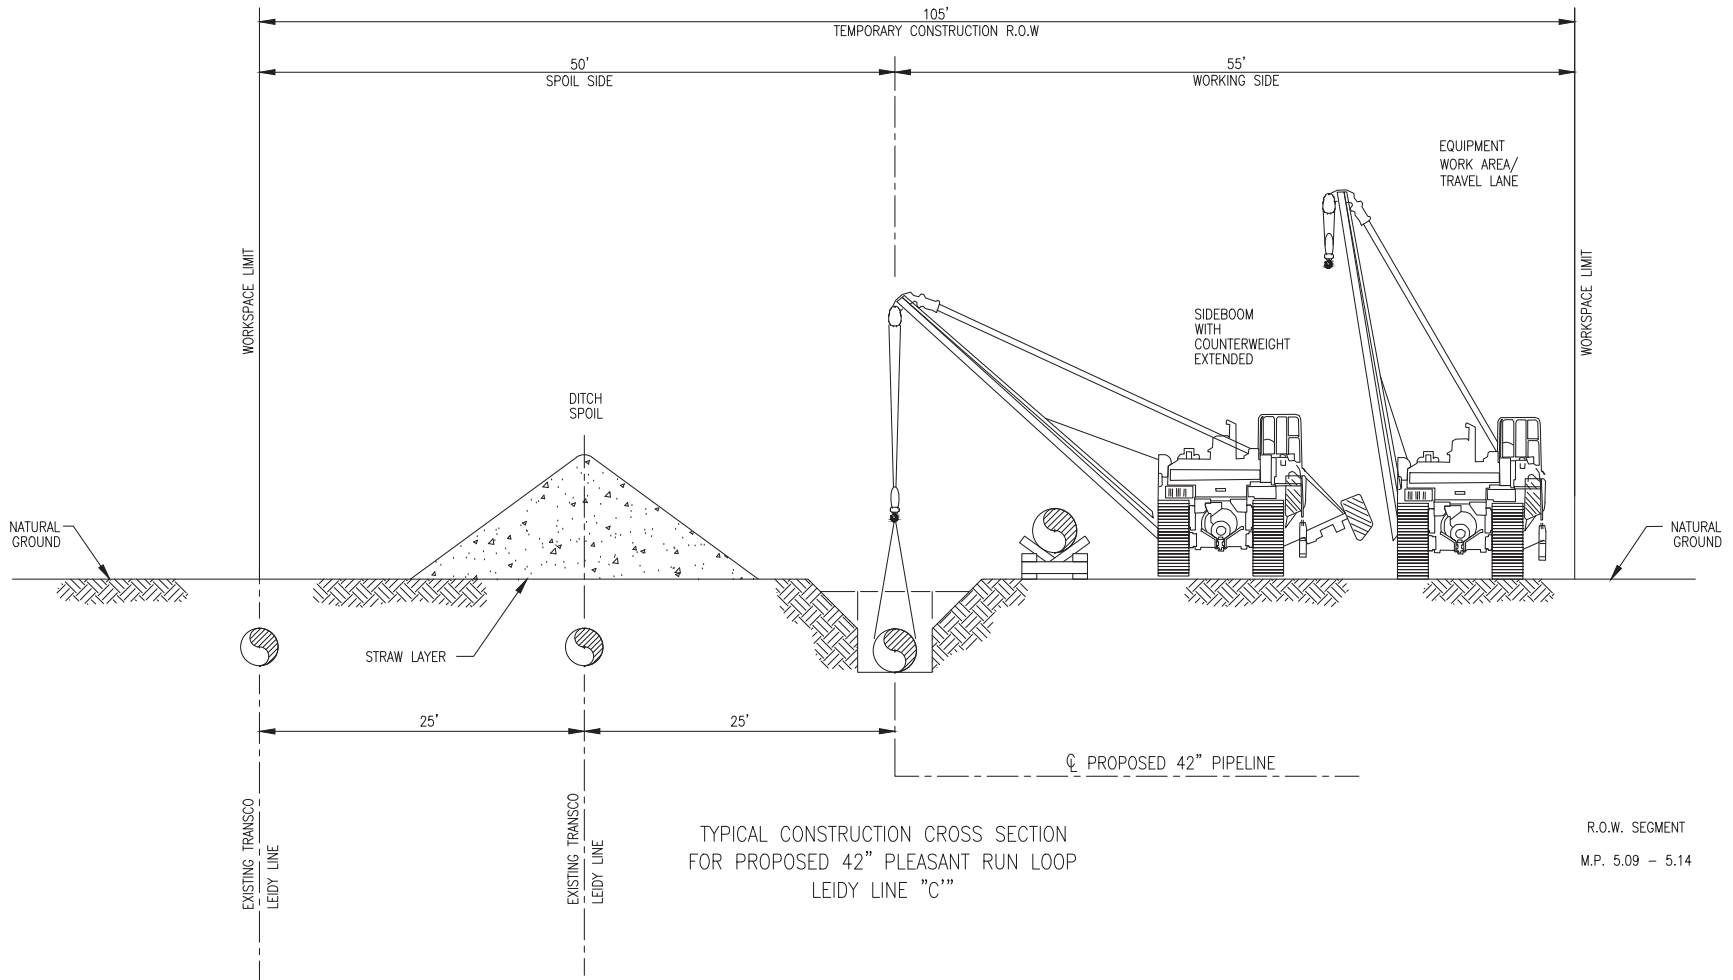 105'
TEMPORARY CONSTRUCTION R.O.W
50'
SPOIL SIDE
55'
WORKING SIDE
EQUIPMENT
WORK AREA/
TRAVEL LANE
WORKSPACE LIMIT
WORKSPACE LIMIT
SIDEBOOM
WITH
COUNTERWEIGHT
EXTENDED
DITCH
SPOIL
NATURAL
GROUND
NATURAL
GROUND
STRAW LAYER
25'
25'
℄ PROPOSED 42" PIPELINE
EXISTING TRANSCO
LEIDY LINE
EXISTING TRANSCO
LEIDY LINE
TYPICAL CONSTRUCTION CROSS SECTION
FOR PROPOSED 42" PLEASANT RUN LOOP
LEIDY LINE "C'"
R.O.W. SEGMENT
M.P. 5.09 - 5.14